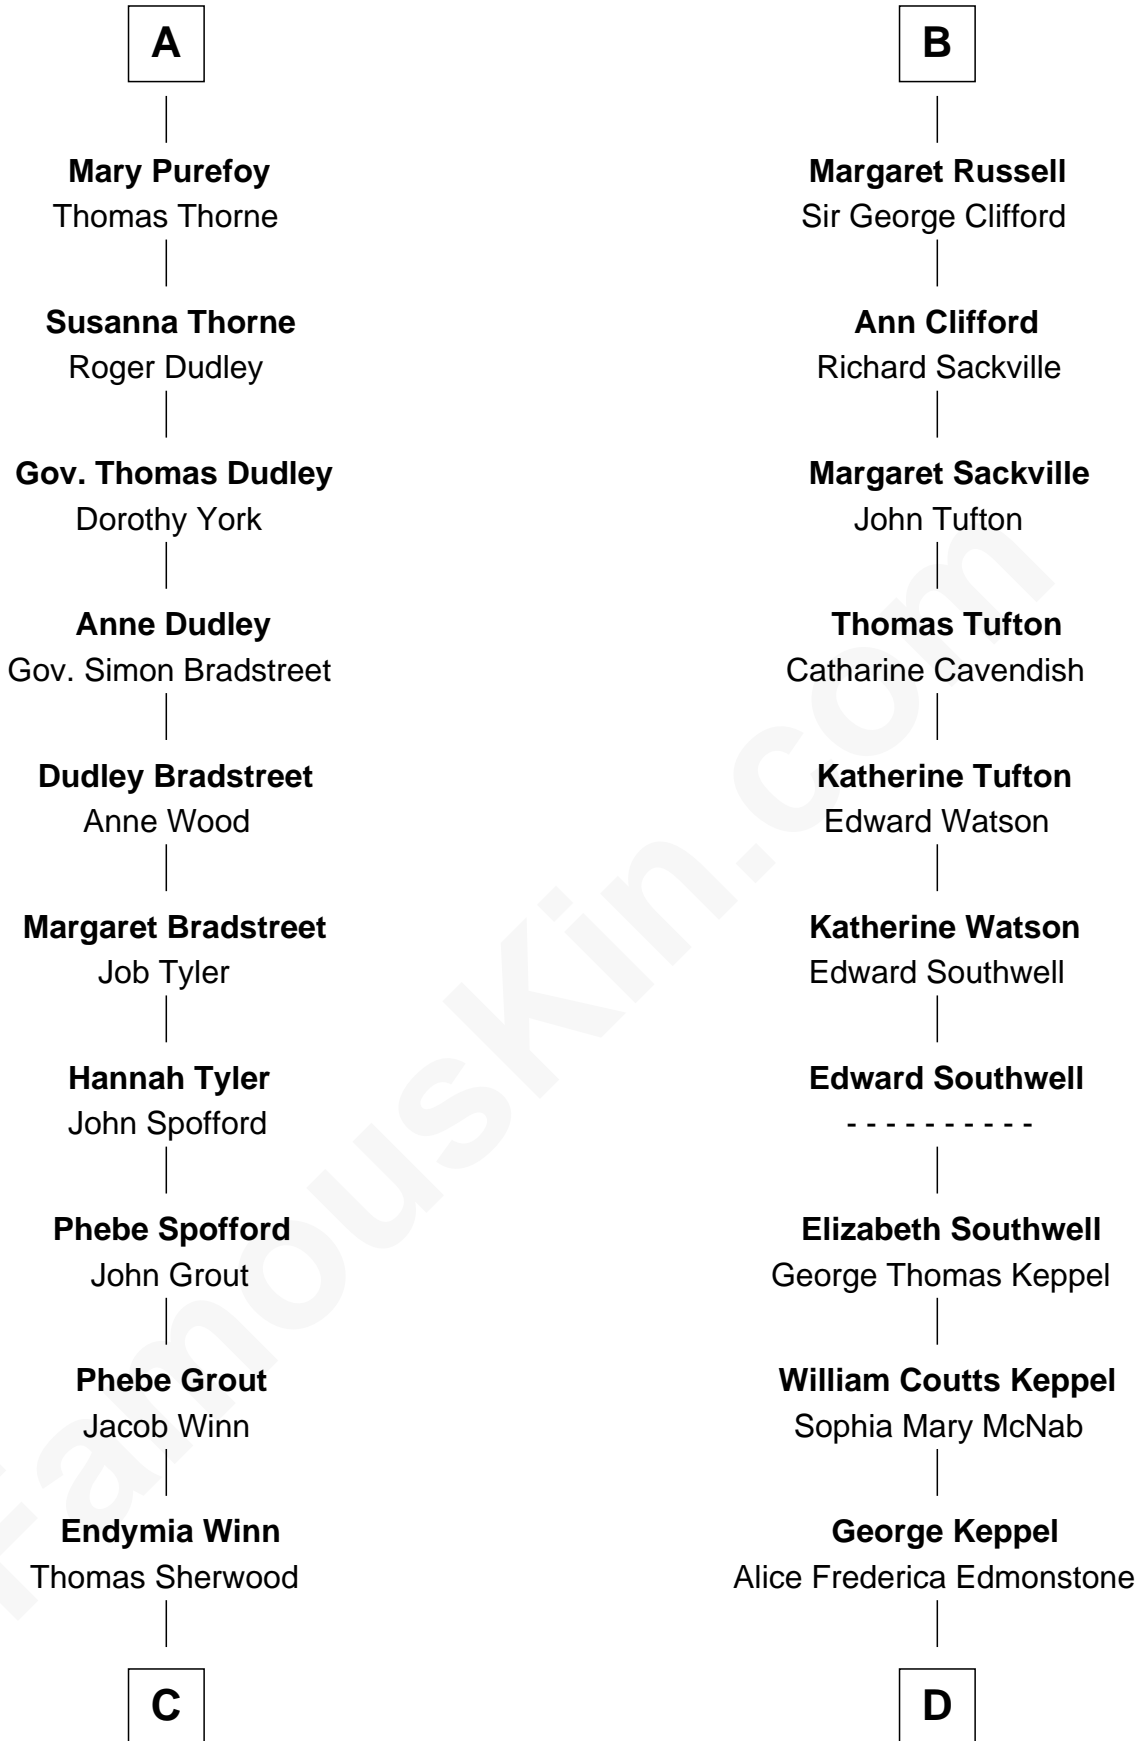 A
Mary Purefoy
Thomas Thorne
Susanna Thorne
Roger Dudley
Gov. Thomas Dudley
Dorothy York
Anne Dudley
Gov. Simon Bradstreet
Dudley Bradstreet
Anne Wood
Margaret Bradstreet
Job Tyler
Hannah Tyler
John Spofford
Phebe Spofford
John Grout
Phebe Grout
Jacob Winn
Endymia Winn
Thomas Sherwood
C
B
Margaret Russell
Sir George Clifford
Ann Clifford
Richard Sackville
Margaret Sackville
John Tufton
Thomas Tufton
Catharine Cavendish
Katherine Tufton
Edward Watson
Katherine Watson
Edward Southwell
Edward Southwell
- - - - - - - - - -
Elizabeth Southwell
George Thomas Keppel
William Coutts Keppel
Sophia Mary McNab
George Keppel
Alice Frederica Edmonstone
D
FamousKin.com